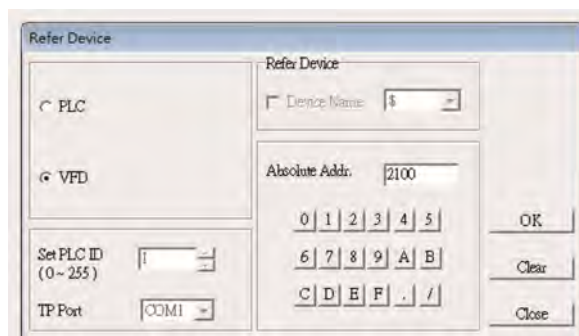 Refer Device
PLC
VFD
Set PLC ID
(0~255)
1
TP Port
COM1
Refer Device
Device Name
$
Absolute Addr.
2100
0 1 2 3 4 5
6 7 8 9 A B
C D E F . /
OK
Clear
Close